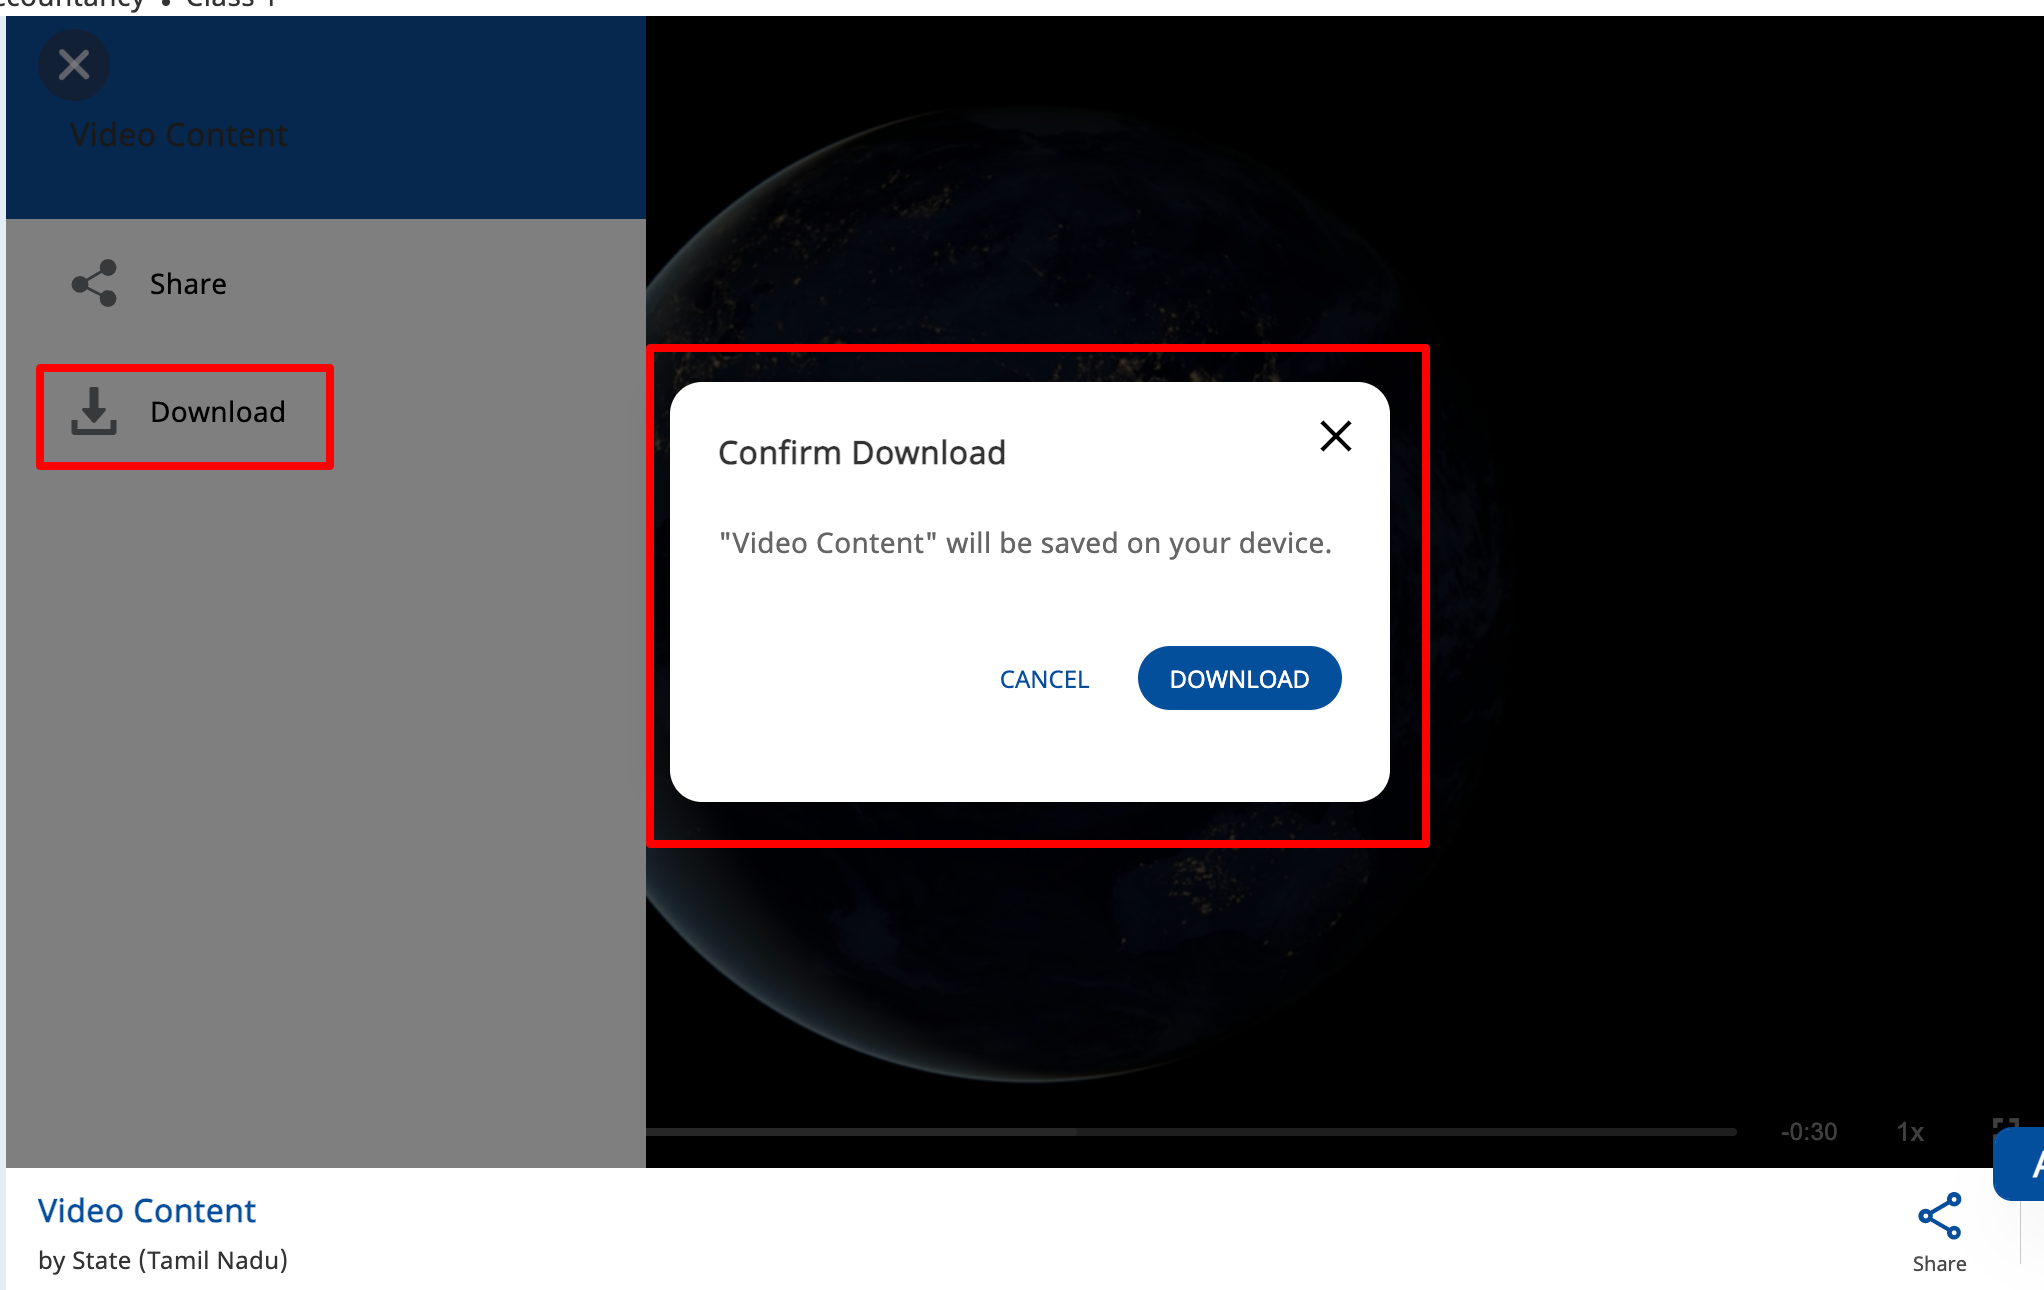 Class 1
Video Content
Share
Download
Confirm Download
"Video Content" will be saved on your device.
CANCEL
DOWNLOAD
-0:30
1x
Video Content
by State (Tamil Nadu)
Share